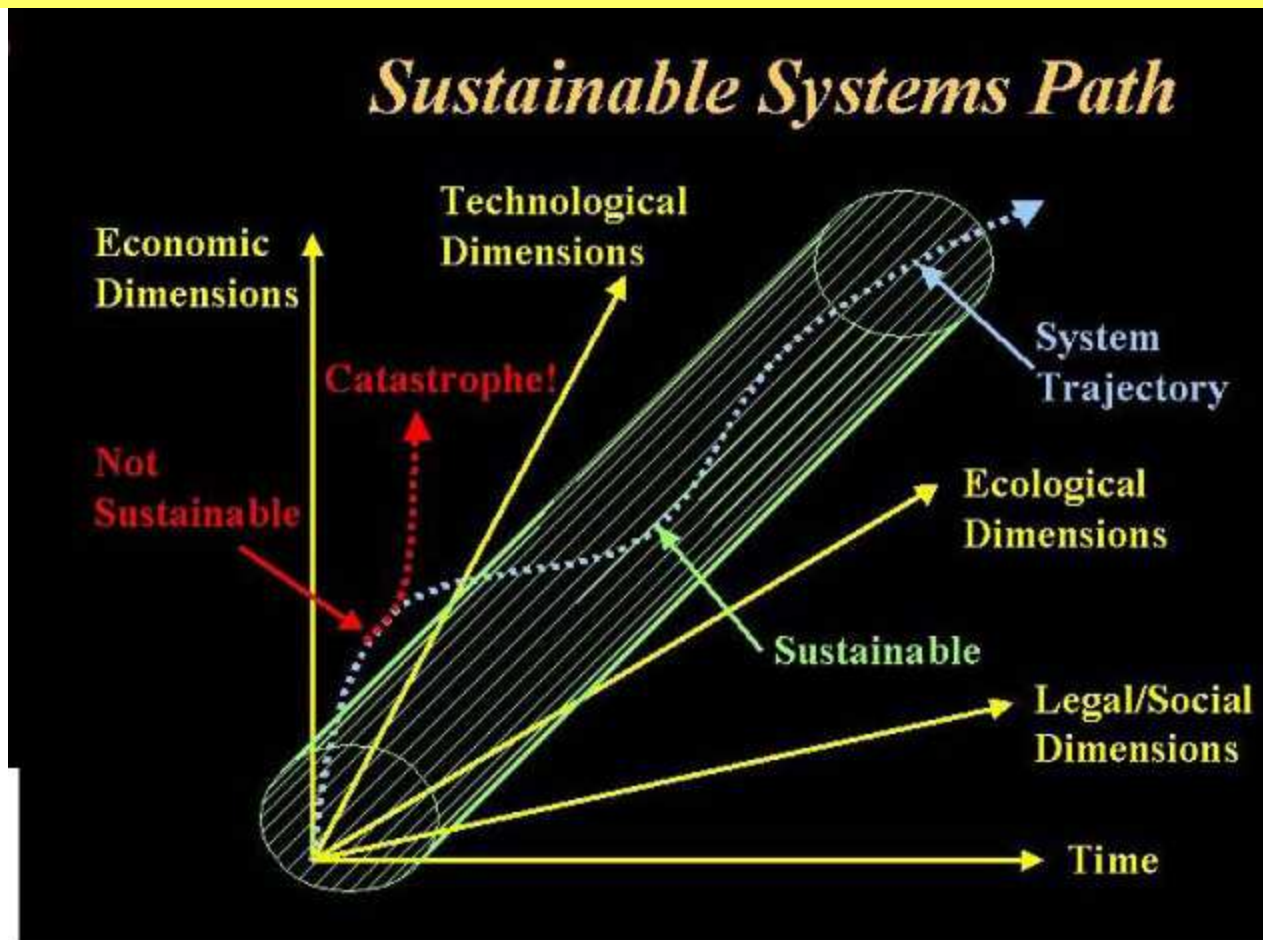 Sustainable Systems Path
Technological
Dimensions
Economic
Dimensions
Catastrophe!
System
Trajectory
Not
Sustainable
Ecological
Dimensions
Sustainable
Legal/Social
Dimensions
Time